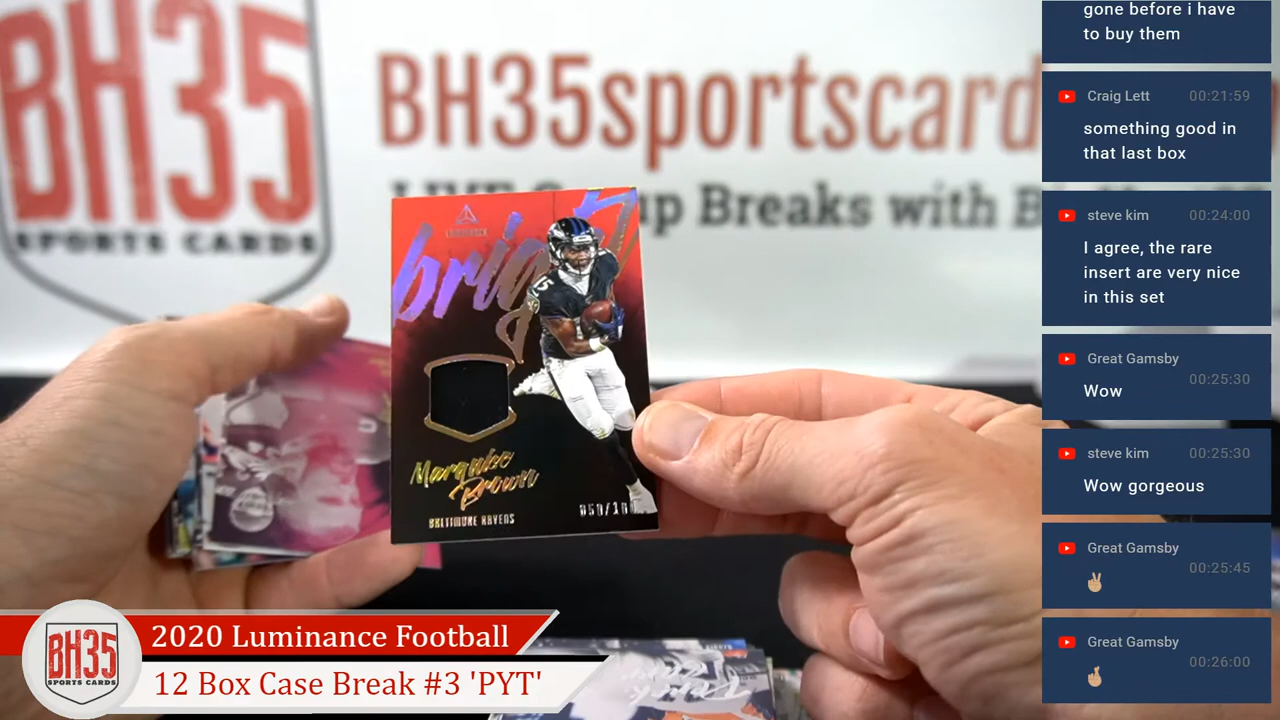 BH35
SPORTS CARDS
BH35sportscard
up Breaks with B
LUMINANCE
brig
Marquise
Brown
BALTIMORE RAVENS
050/100
gone before i have
to buy them
Craig Lett 00:21:59
something good in
that last box
steve kim 00:24:00
I agree, the rare
insert are very nice
in this set
Great Gamsby 00:25:30
Wow
steve kim 00:25:30
Wow gorgeous
Great Gamsby 00:25:45
✌🏼
Great Gamsby 00:26:00
🤞🏼
BH35
SPORTS CARDS
2020 Luminance Football
12 Box Case Break #3 'PYT'